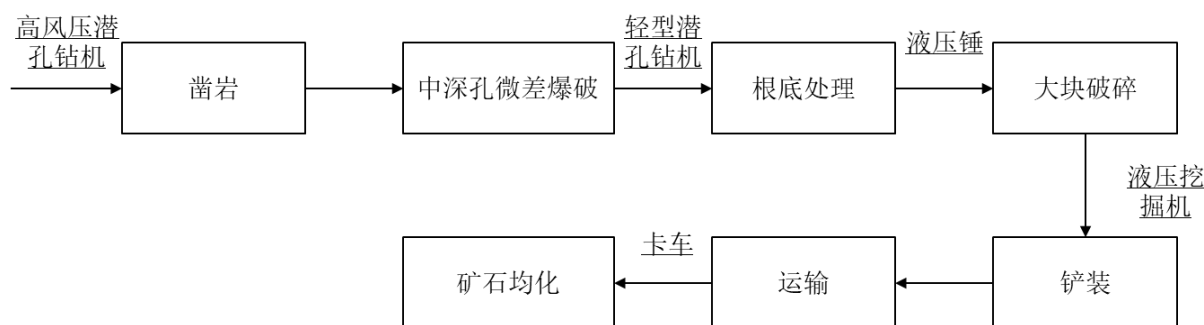 高风压潜
孔钻机
凿岩
中深孔微差爆破
轻型潜
孔钻机
根底处理
液压锤
大块破碎
液压挖
掘机
铲装
运输
卡车
矿石均化